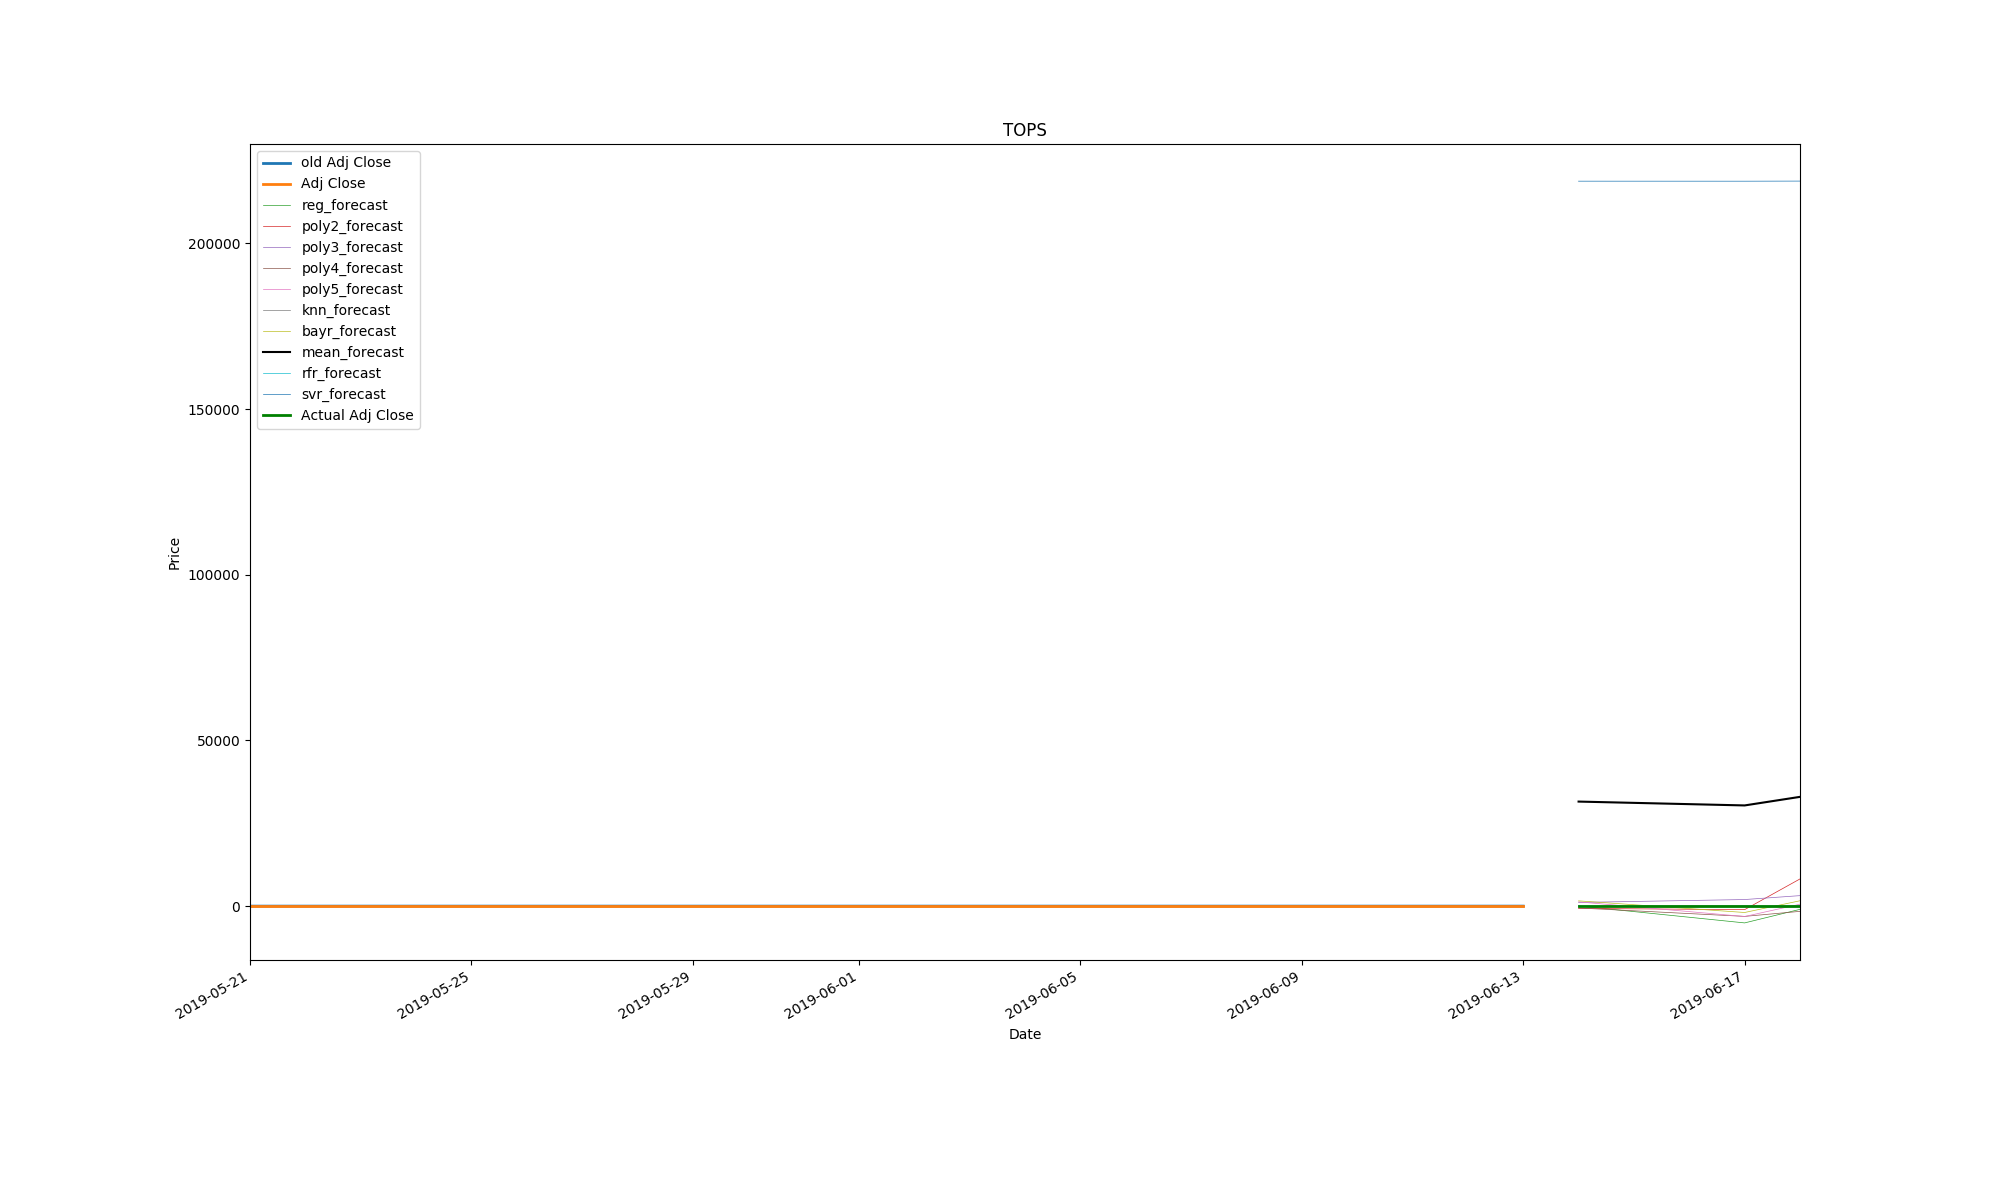 TOPS
old Adj Close
Adj Close
reg_forecast
poly2_forecast
poly3_forecast
poly4_forecast
poly5_forecast
knn_forecast
bayr_forecast
mean_forecast
rfr_forecast
svr_forecast
Actual Adj Close
200000
150000
100000
50000
0
Price
2019-05-21
2019-05-25
2019-05-29
2019-06-01
2019-06-05
2019-06-09
2019-06-13
2019-06-17
Date